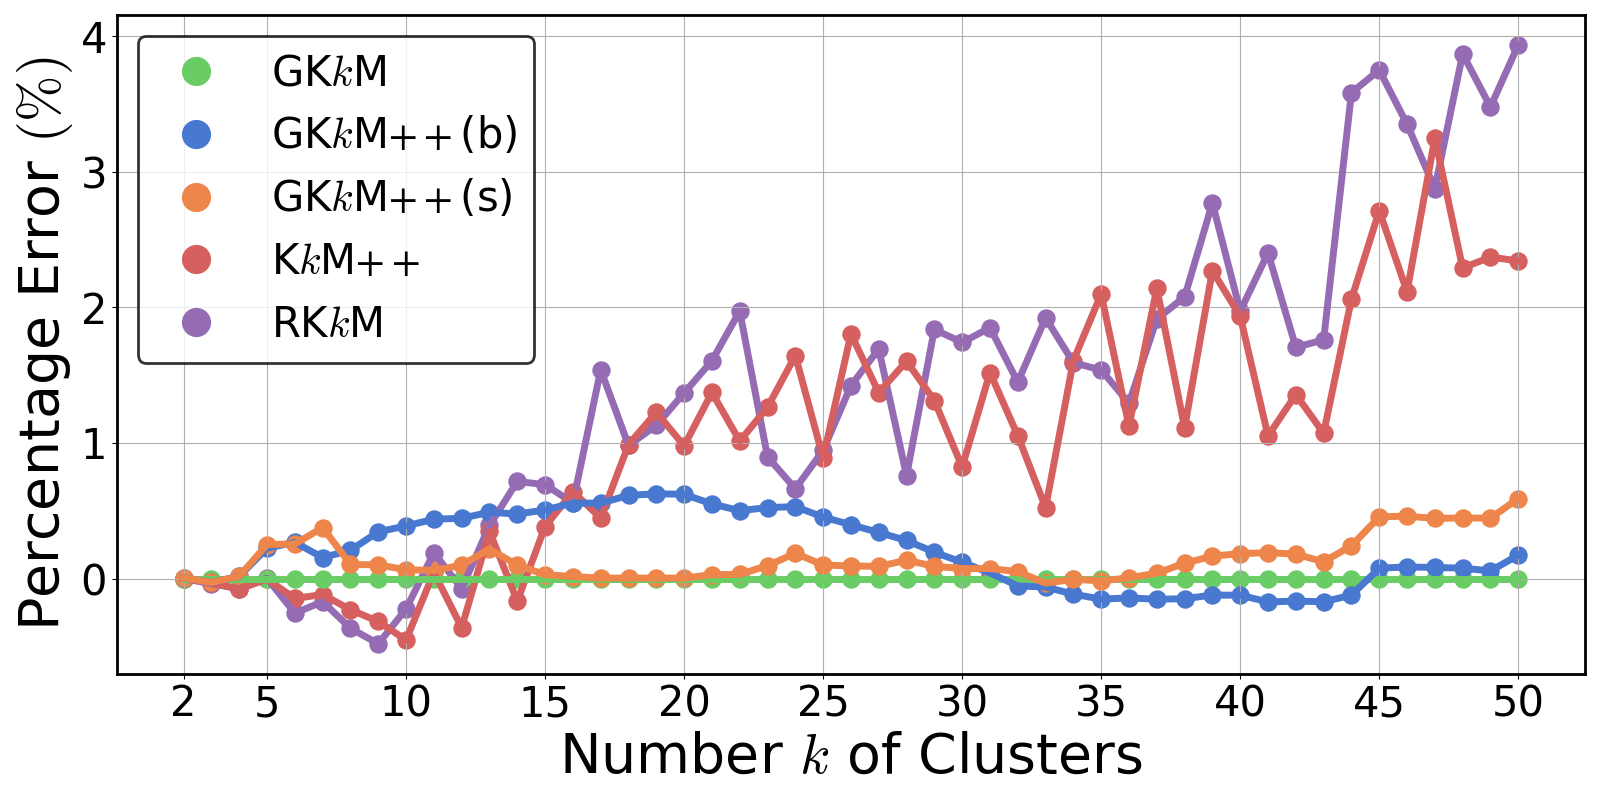 Percentage Error (%)
4
3
2
1
0
GKkM
GKkM++(b)
GKkM++(s)
KkM++
RKkM
2 5 10 15 20 25 30 35 40 45 50
Number k of Clusters